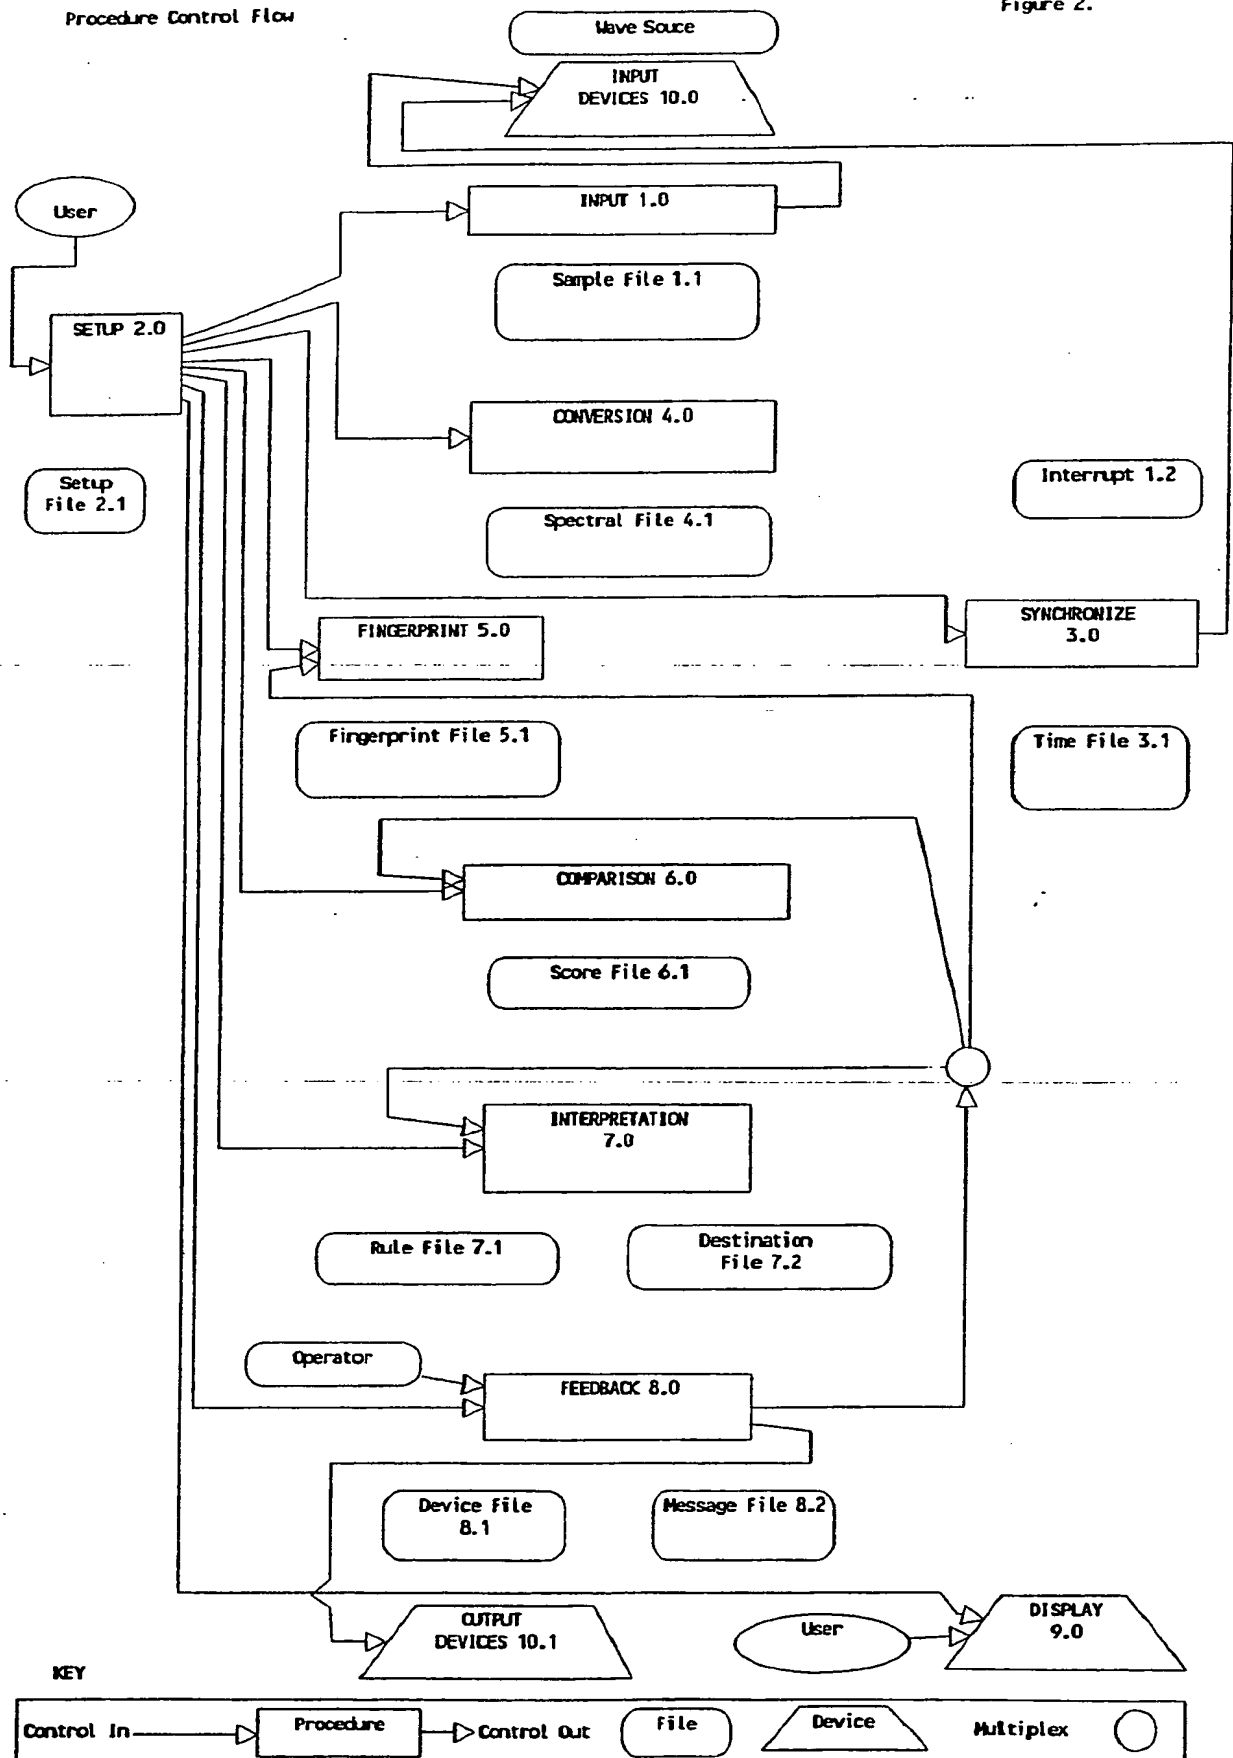 Procedure Control Flow
Figure 2.
Wave Souce
INPUT
DEVICES 10.0
INPUT 1.0
User
Sample File 1.1
SETUP 2.0
CONVERSION 4.0
Setup
File 2.1
Interrupt 1.2
Spectral File 4.1
SYNCHRONIZE
3.0
FINGERPRINT 5.0
Fingerprint File 5.1
Time File 3.1
COMPARISON 6.0
Score File 6.1
INTERPRETATION
7.0
Rule File 7.1
Destination
File 7.2
Operator
FEEDBACK 8.0
Device File
8.1
Message File 8.2
OUTPUT
DEVICES 10.1
User
DISPLAY
9.0
KEY
Control In
Procedure
Control Out
File
Device
Multiplex